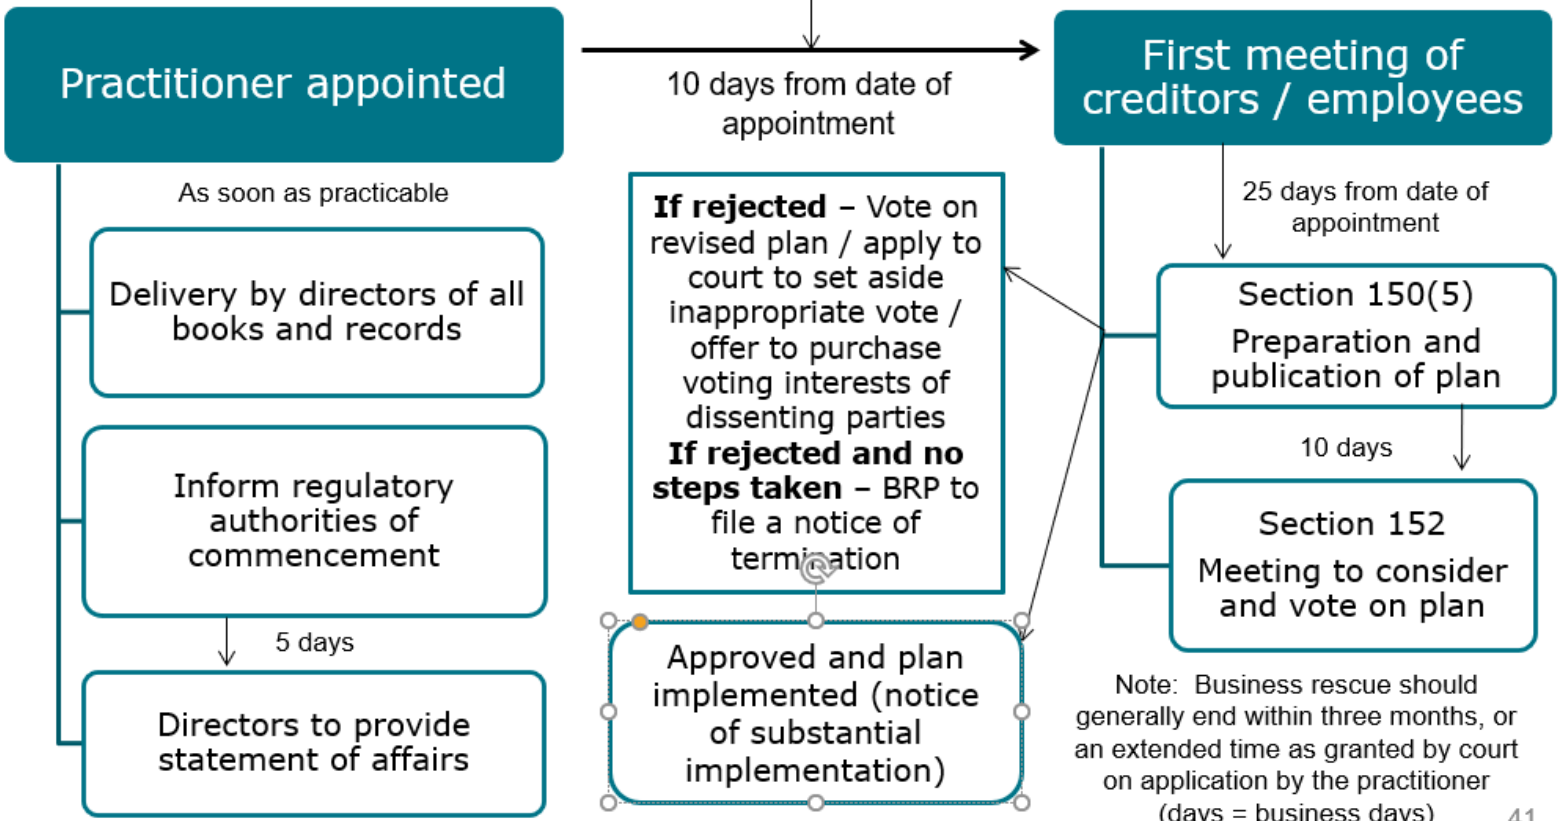 Practitioner appointed
10 days from date of
appointment
First meeting of
creditors / employees
As soon as practicable
Delivery by directors of all
books and records
Inform regulatory
authorities of
commencement
5 days
Directors to provide
statement of affairs
If rejected – Vote on
revised plan / apply to
court to set aside
inappropriate vote /
offer to purchase
voting interests of
dissenting parties
If rejected and no
steps taken – BRP to
file a notice of
termination
Approved and plan
implemented (notice
of substantial
implementation)
25 days from date of
appointment
Section 150(5)
Preparation and
publication of plan
10 days
Section 152
Meeting to consider
and vote on plan
Note:  Business rescue should
generally end within three months, or
an extended time as granted by court
on application by the practitioner
(days = business days)
41